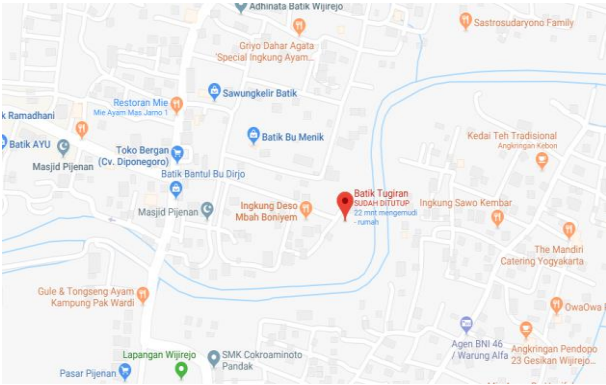 Adhinata Batik Wijirejo
Sastrosudaryono Family
Griyo Dahar Agata
'Special Ingkung Ayam...
Sawungkelir Batik
Restoran Mie
Mie Ayam Mas Jarno 1
k Ramadhani
Batik Bu Menik
Kedai Teh Tradisional
Angkringan Kebon
Batik AYU
Masjid Pijenan
Toko Bergan
(Cv. Diponegoro)
Batik Bantul Bu Dirjo
Batik Tugiran
SUDAH DITUTUP
22 mnt mengemudi
- rumah
Ingkung Deso
Mbah Boniyem
Ingkung Sawo Kembar
Masjid Pijenan
The Mandiri
Catering Yogyakarta
Gule & Tongseng Ayam
Kampung Pak Wardi
OwaOwa
Agen BNI 46
/ Warung Alfa
Angkringan Pendopo
23 Gesikan Wijirejo...
Lapangan Wijirejo
SMK Cokroaminoto
Pandak
Pasar Pijenan